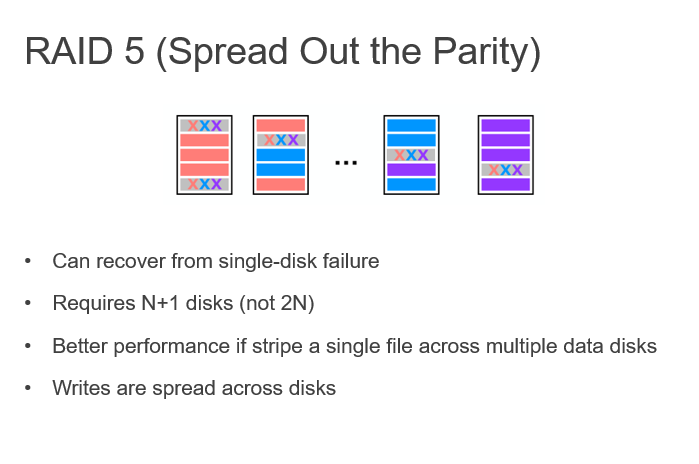 RAID 5 (Spread Out the Parity)
XXX
XXX
...
XXX
XXX
XXX
• Can recover from single-disk failure
• Requires N+1 disks (not 2N)
• Better performance if stripe a single file across multiple data disks
• Writes are spread across disks